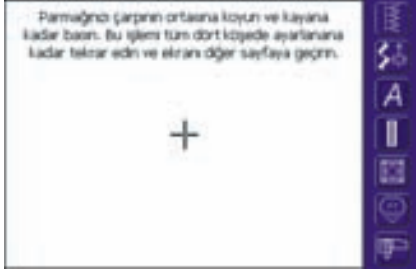 Parmağınızı çarpının ortasına koyun ve kayana
kadar basın. Bu işlemi tüm dört köşede ayarlanana
kadar tekrar edin ve ekranı diğer sayfaya geçirin.
A